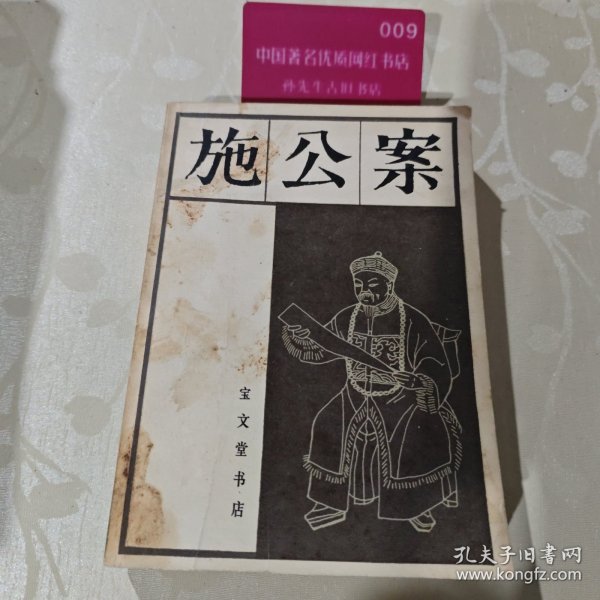 009
中国著名优质网红书店
孙先生古旧书店
施公案
宝文堂书店
孔夫子旧书网
www.kongfz.com